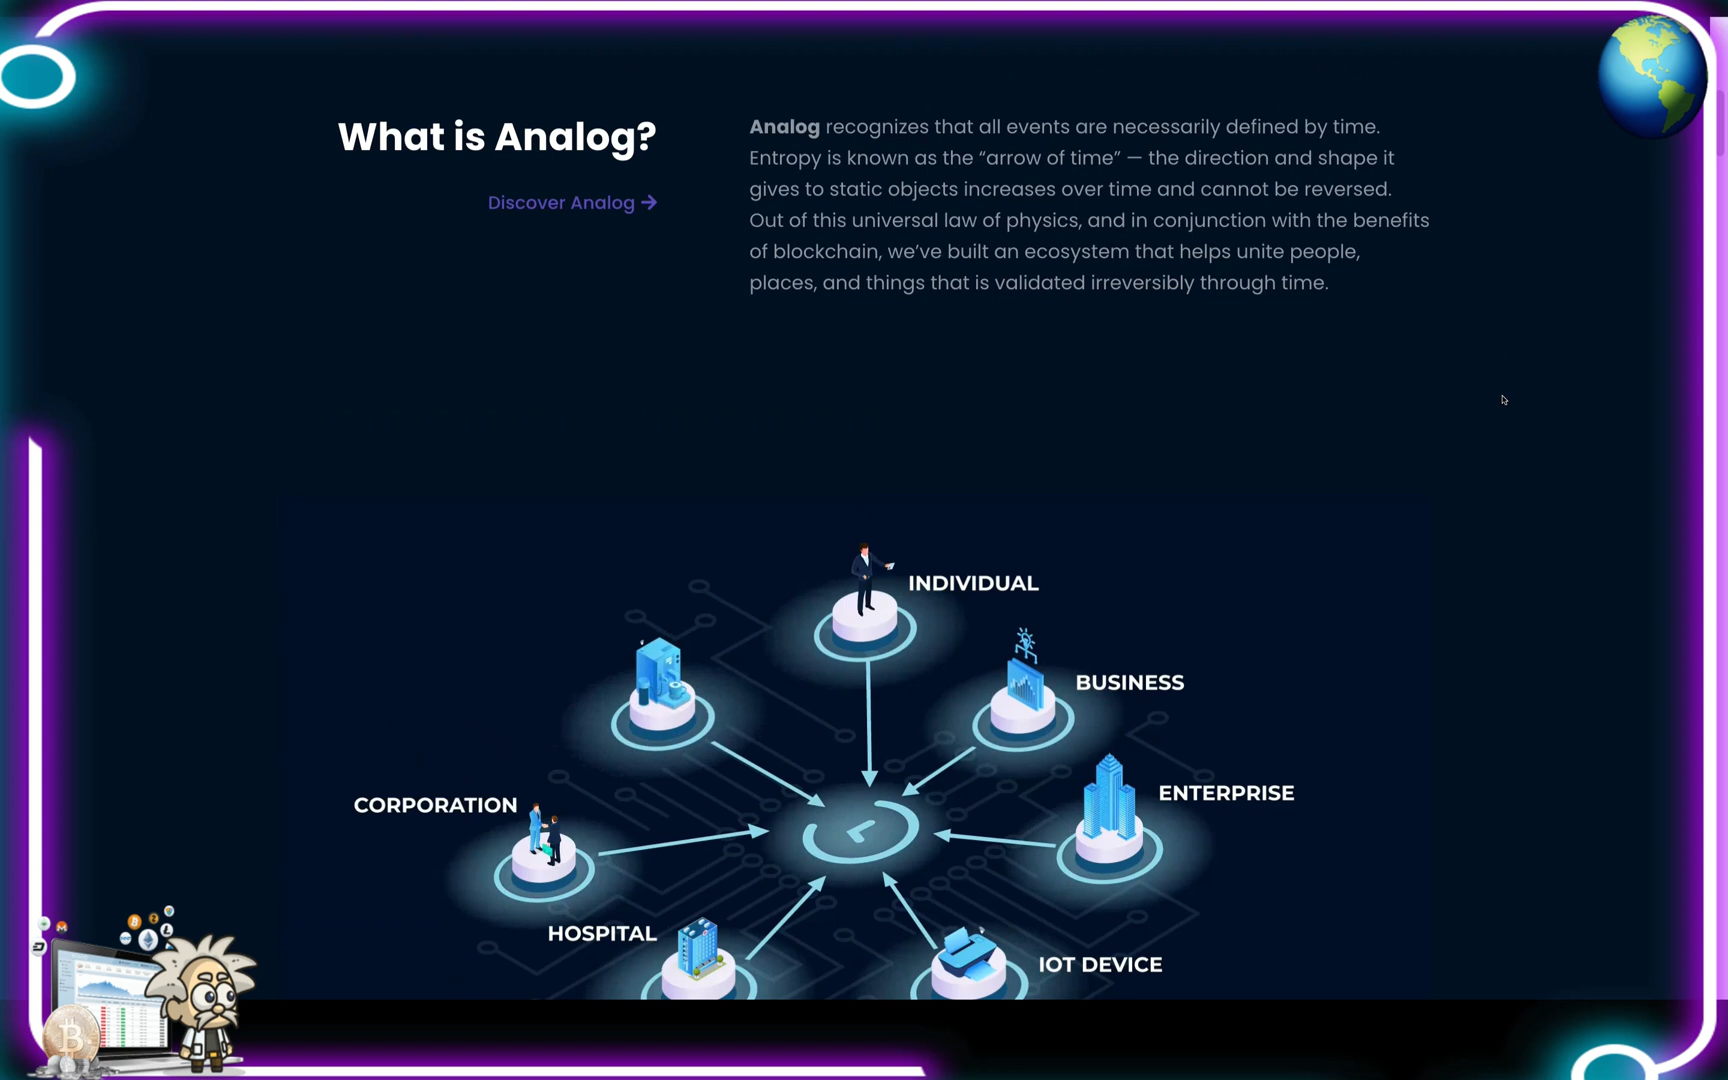 What is Analog?
Discover Analog →
Analog recognizes that all events are necessarily defined by time.
Entropy is known as the “arrow of time” — the direction and shape it
gives to static objects increases over time and cannot be reversed.
Out of this universal law of physics, and in conjunction with the benefits
of blockchain, we’ve built an ecosystem that helps unite people,
places, and things that is validated irreversibly through time.
INDIVIDUAL
BUSINESS
ENTERPRISE
CORPORATION
HOSPITAL
IOT DEVICE